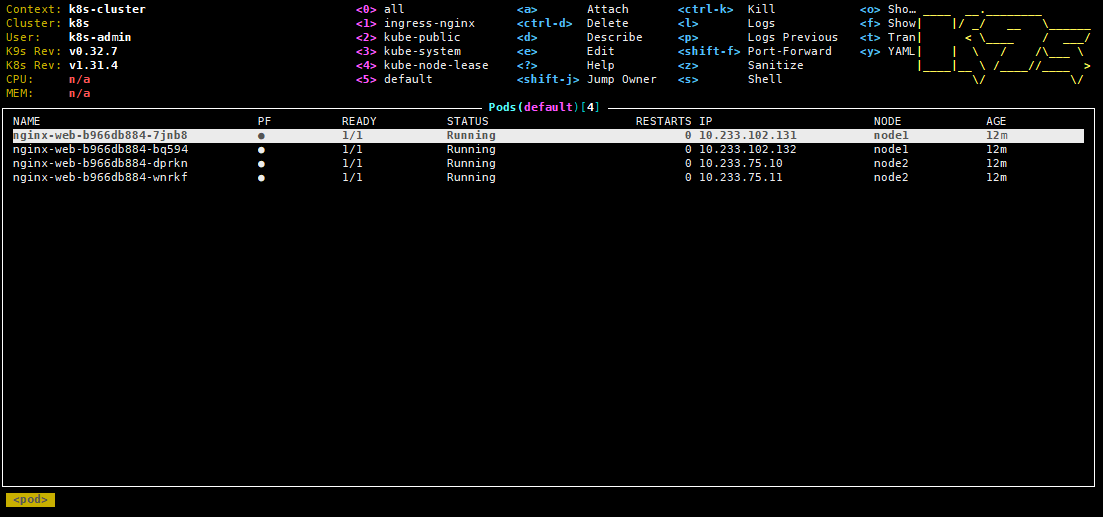 Context: k8s-cluster <0> all <a> Attach <ctrl-k> Kill <o> Sho…
Cluster: k8s <1> ingress-nginx <ctrl-d> Delete <l> Logs <f> Show
User: k8s-admin <2> kube-public <d> Describe <p> Logs Previous <t> Tran
K9s Rev: v0.32.7 <3> kube-system <e> Edit <shift-f> Port-Forward <y> YAML
K8s Rev: v1.31.4 <4> kube-node-lease <?> Help <z> Sanitize
CPU: n/a <5> default <shift-j> Jump Owner <s> Shell
MEM: n/a
Pods(default)[4]
NAME PF READY STATUS RESTARTS IP NODE AGE
nginx-web-b966db884-7jnb8 ● 1/1 Running 0 10.233.102.131 node1 12m
nginx-web-b966db884-bq594 ● 1/1 Running 0 10.233.102.132 node1 12m
nginx-web-b966db884-dprkn ● 1/1 Running 0 10.233.75.10 node2 12m
nginx-web-b966db884-wnrkf ● 1/1 Running 0 10.233.75.11 node2 12m
<pod>